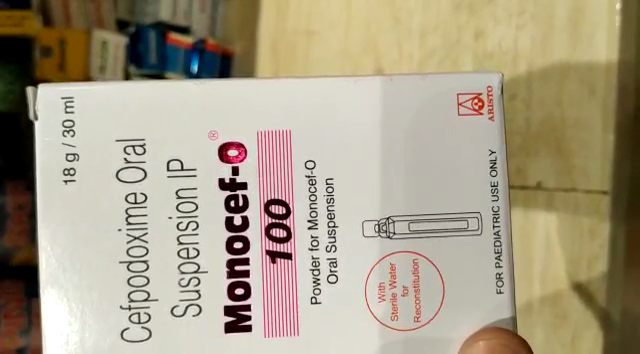 18 g / 30 ml
Cefpodoxime Oral
Suspension IP
Monocef-O®
100
Powder for Monocef-O
Oral Suspension
With
Sterile Water
for
Reconstitution
FOR PAEDIATRIC USE ONLY
ARISTO